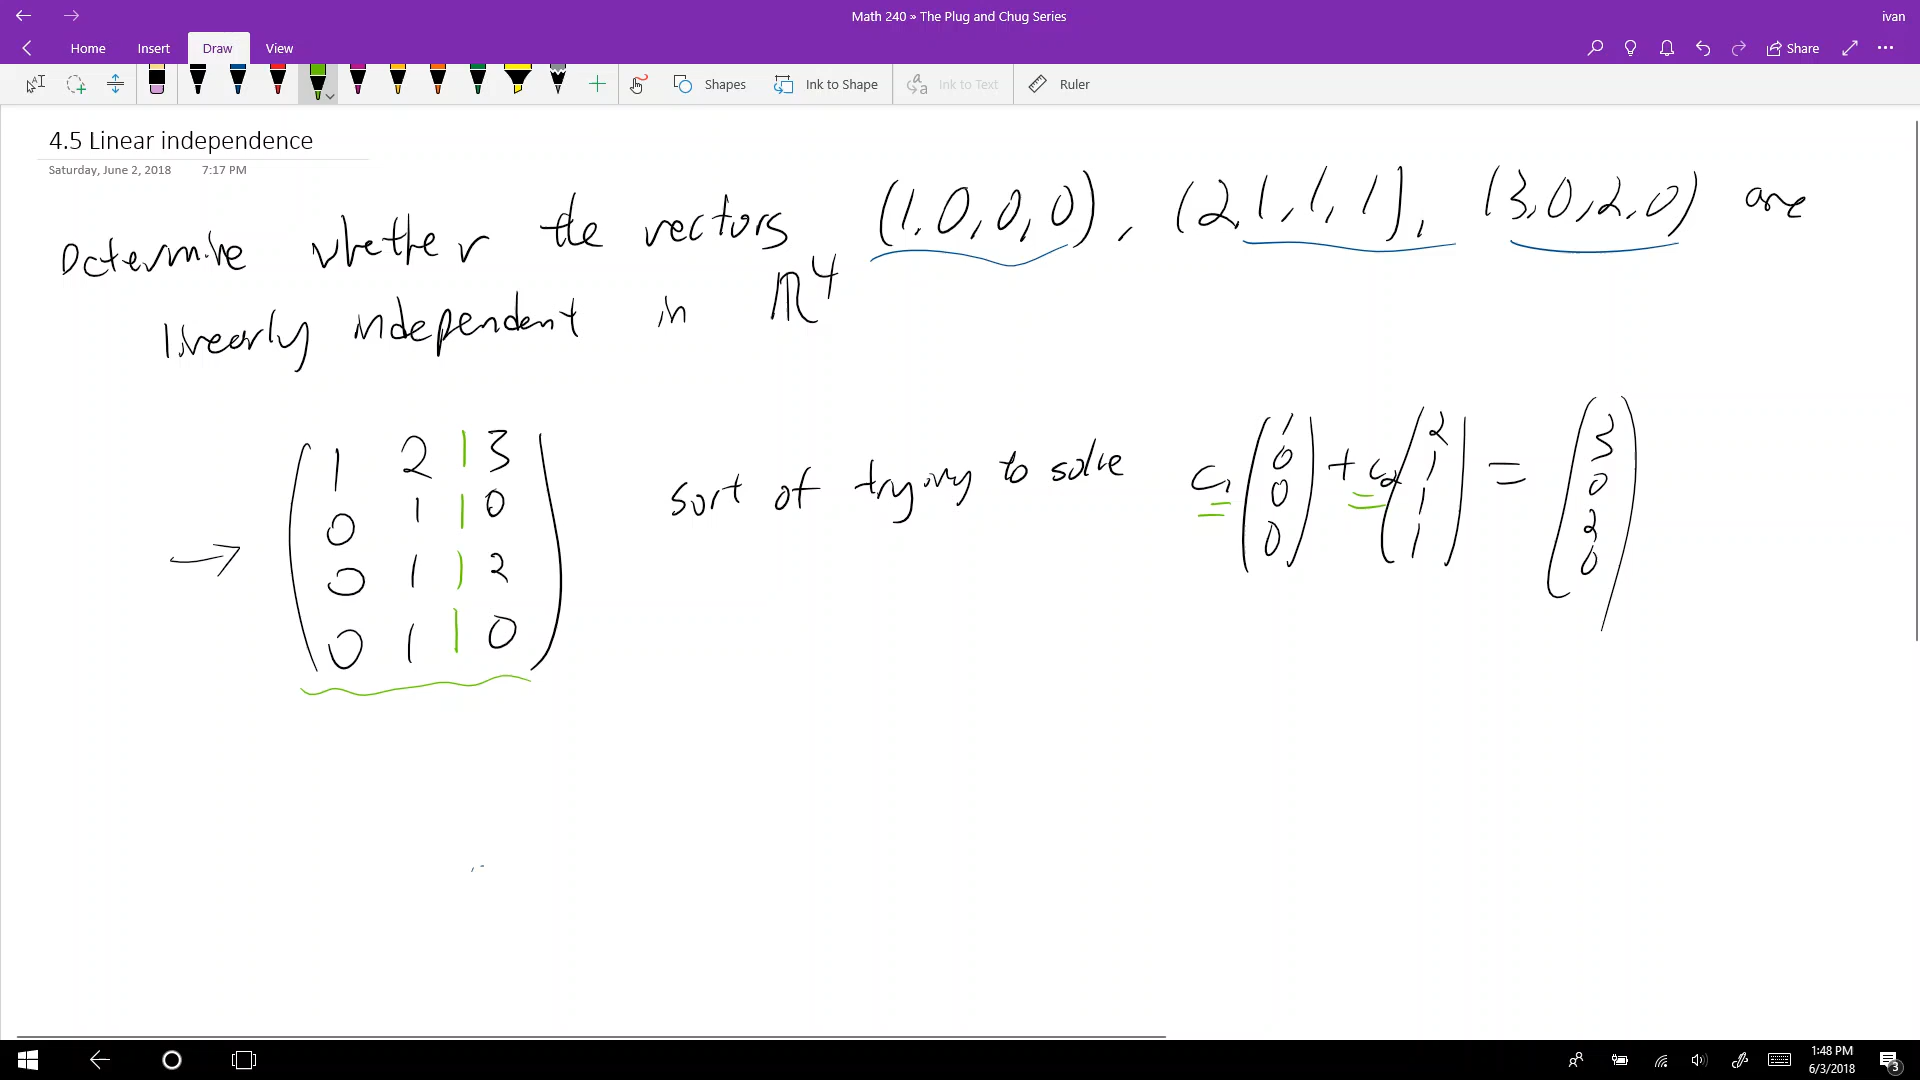 Math 240 » The Plug and Chug Series
ivan
Home Insert Draw View
Share
Shapes Ink to Shape Ink to Text Ruler
4.5 Linear independence
Saturday, June 2, 2018 7:17 PM
Determine whether the vectors (1,0,0,0), (2,1,1,1), (3,0,2,0) are
linearly independent in ℝ⁴
→ ( 1 2 | 3
0 1 | 0
0 1 | 2
0 1 | 0 )
sort of trying to solve c₁ (1 0 0 0) + c₂ (2 1 1 1) = (3 0 2 0)
1:48 PM
6/3/2018
3